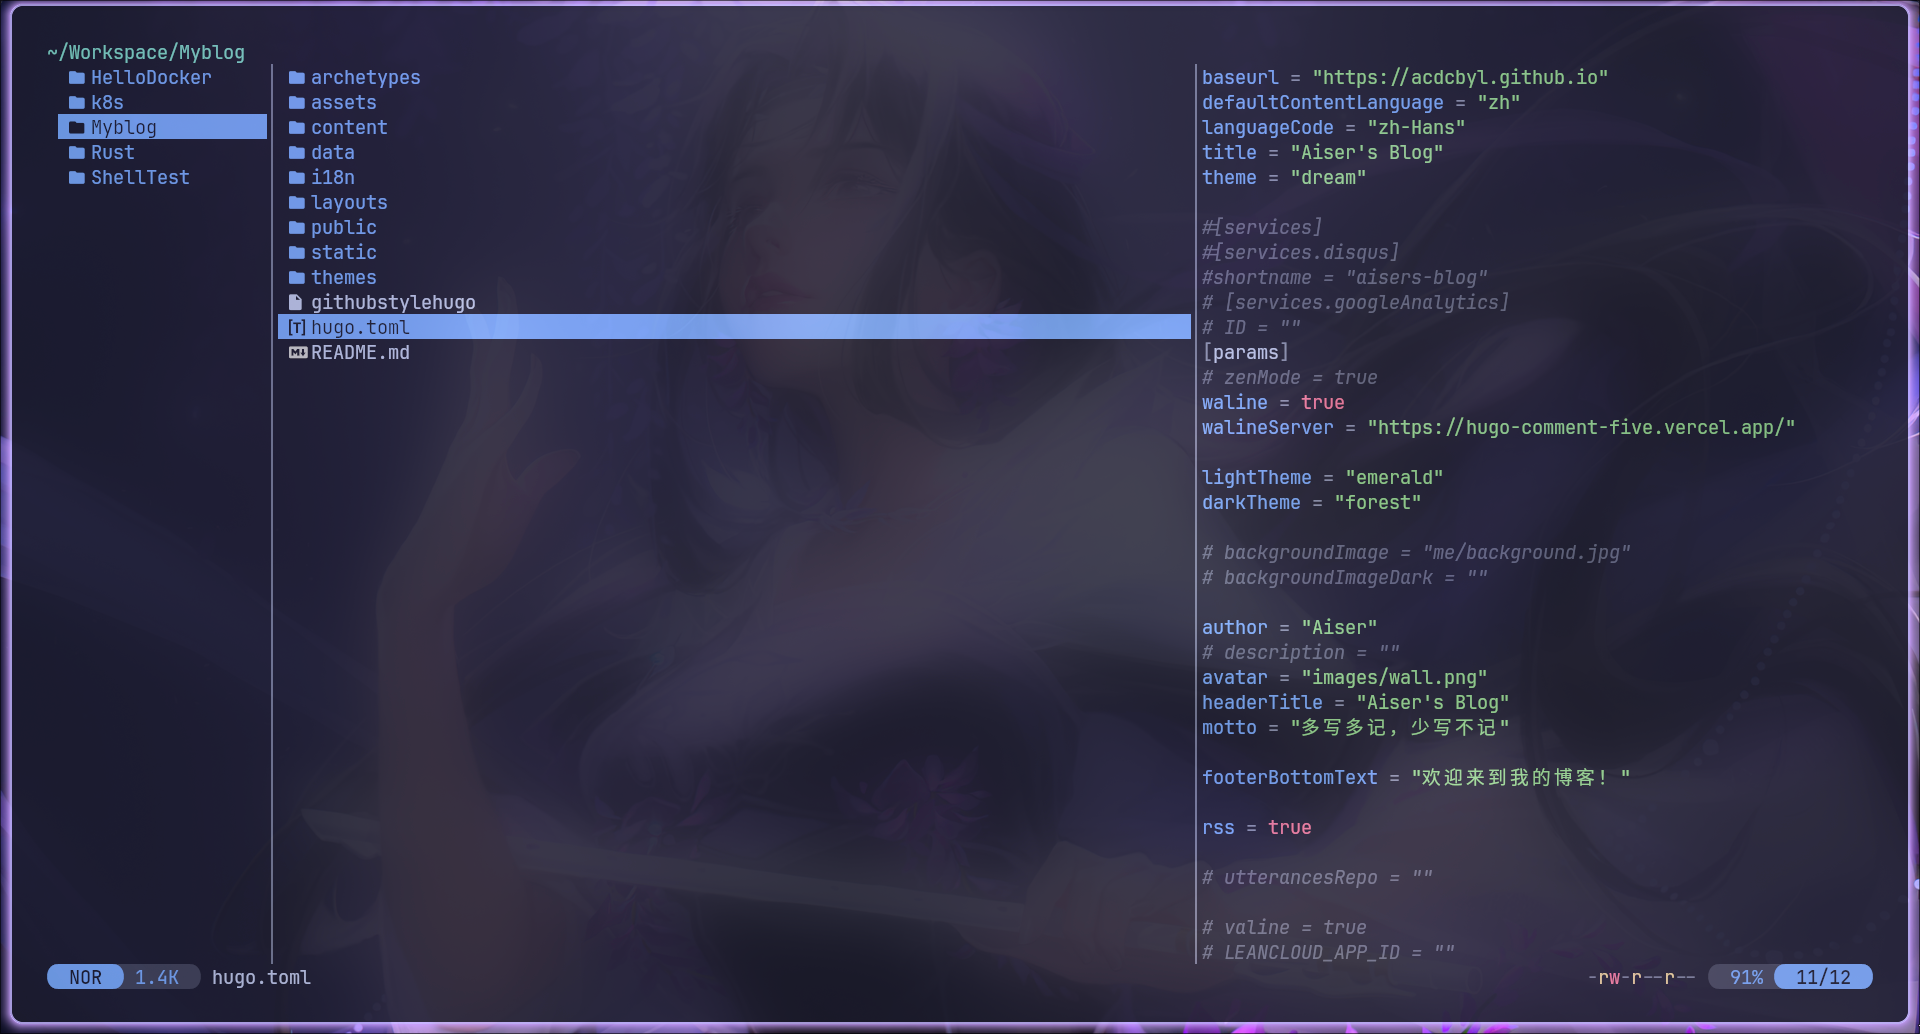 ~/Workspace/Myblog
HelloDocker
k8s
Myblog
Rust
ShellTest
archetypes
assets
content
data
i18n
layouts
public
static
themes
githubstylehugo
[T] hugo.toml
README.md
baseurl = "https://acdcbyl.github.io"
defaultContentLanguage = "zh"
languageCode = "zh-Hans"
title = "Aiser's Blog"
theme = "dream"
#[services]
#[services.disqus]
#shortname = "aisers-blog"
# [services.googleAnalytics]
# ID = ""
[params]
# zenMode = true
waline = true
walineServer = "https://hugo-comment-five.vercel.app/"
lightTheme = "emerald"
darkTheme = "forest"
# backgroundImage = "me/background.jpg"
# backgroundImageDark = ""
author = "Aiser"
# description = ""
avatar = "images/wall.png"
headerTitle = "Aiser's Blog"
motto = "多写多记，少写不记"
footerBottomText = "欢迎来到我的博客！"
rss = true
# utterancesRepo = ""
# valine = true
# LEANCLOUD_APP_ID = ""
NOR 1.4K hugo.toml -rw-r--r-- 91% 11/12